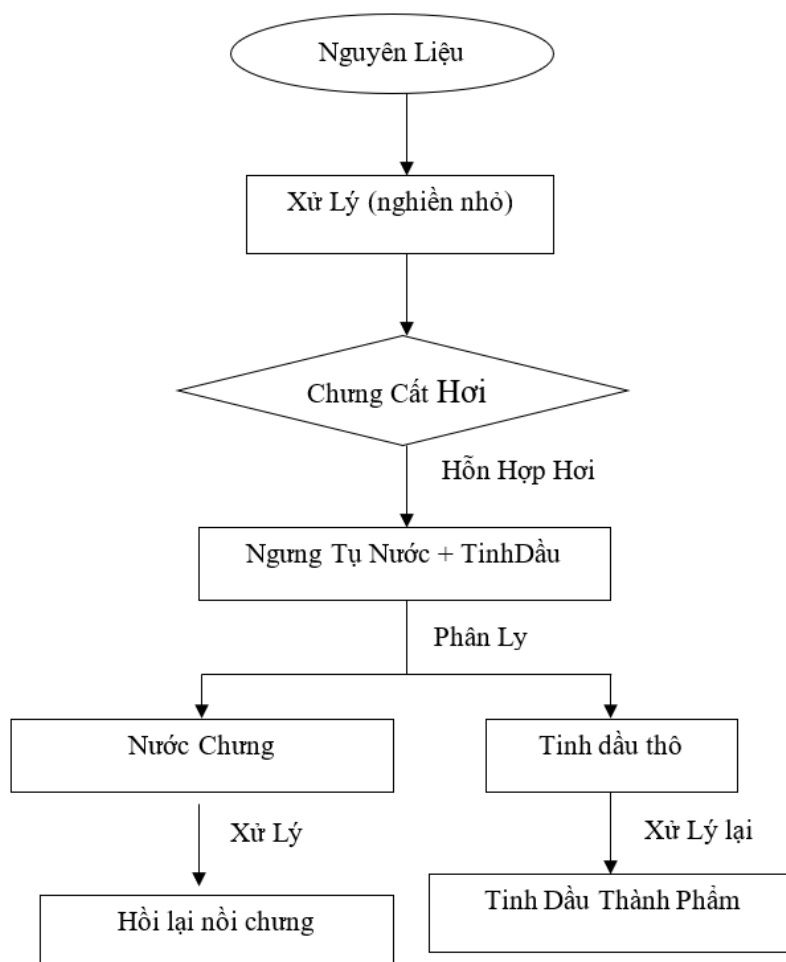 Nguyên Liệu
Xử Lý (nghiền nhỏ)
Chưng Cất Hơi
Hỗn Hợp Hơi
Ngưng Tụ Nước + TinhDầu
Phân Ly
Nước Chưng
Tinh dầu thô
Xử Lý
Xử Lý lại
Hồi lại nồi chưng
Tinh Dầu Thành Phẩm